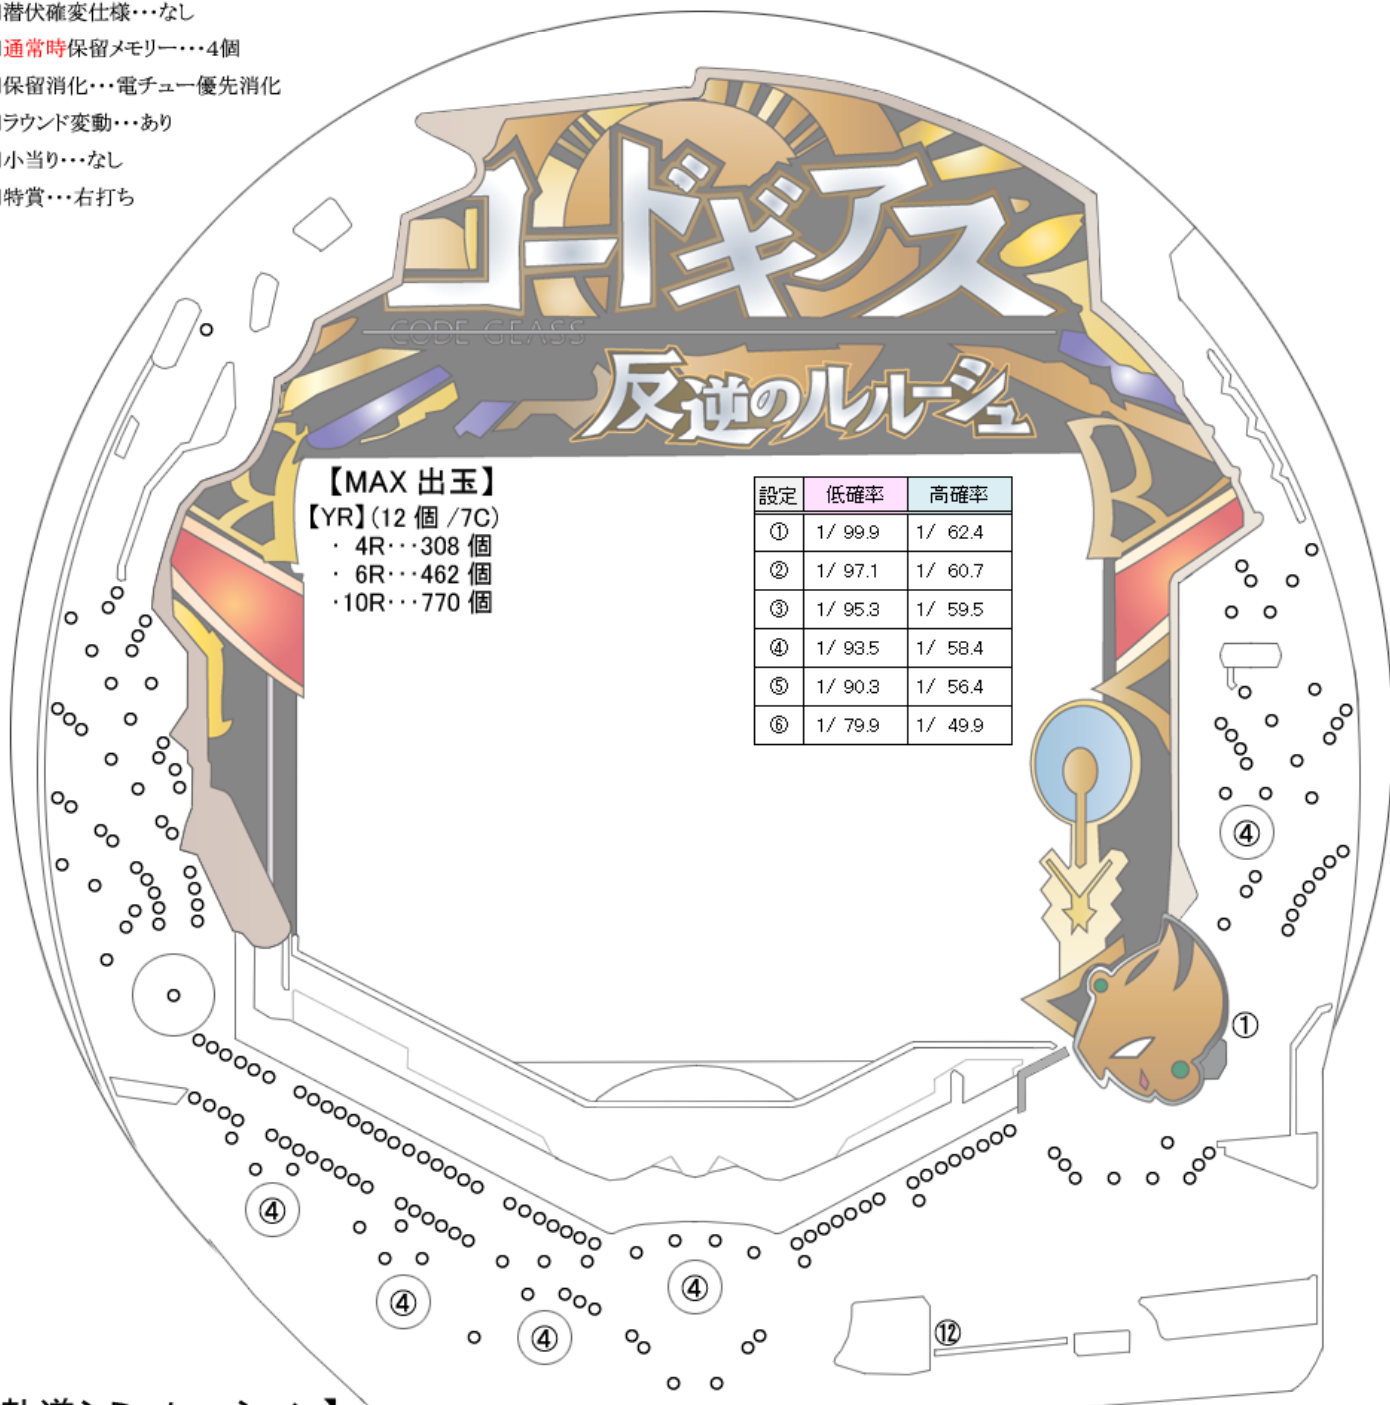 潜伏確変仕様･･･なし
通常時保留メモリー･･･4個
保留消化･･･電チュー優先消化
ラウンド変動･･･あり
小当り･･･なし
特賞･･･右打ち
コードギアス
CODE GEASS
反逆のルルーシュ
【MAX 出玉】
【YR】(12 個 /7C)
・ 4R･･･308 個
・ 6R･･･462 個
・10R･･･770 個
設定 低確率 高確率
① 1/ 99.9 1/ 62.4
② 1/ 97.1 1/ 60.7
③ 1/ 95.3 1/ 59.5
④ 1/ 93.5 1/ 58.4
⑤ 1/ 90.3 1/ 56.4
⑥ 1/ 79.9 1/ 49.9
④
①
④
④
④
④
⑫